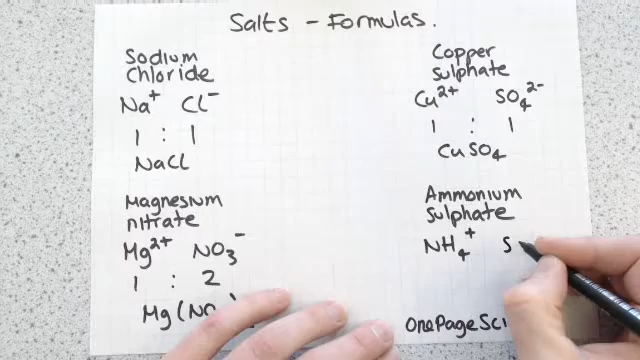 Salts - Formulas.
Sodium
Chloride
Na⁺ Cl⁻
1 : 1
NaCl
Magnesium
nitrate
Mg²⁺ NO₃⁻
1 : 2
Mg(NO
Copper
Sulphate
Cu²⁺ SO₄²⁻
1 : 1
CuSO₄
Ammonium
Sulphate
NH₄⁺ S
OnePageSci